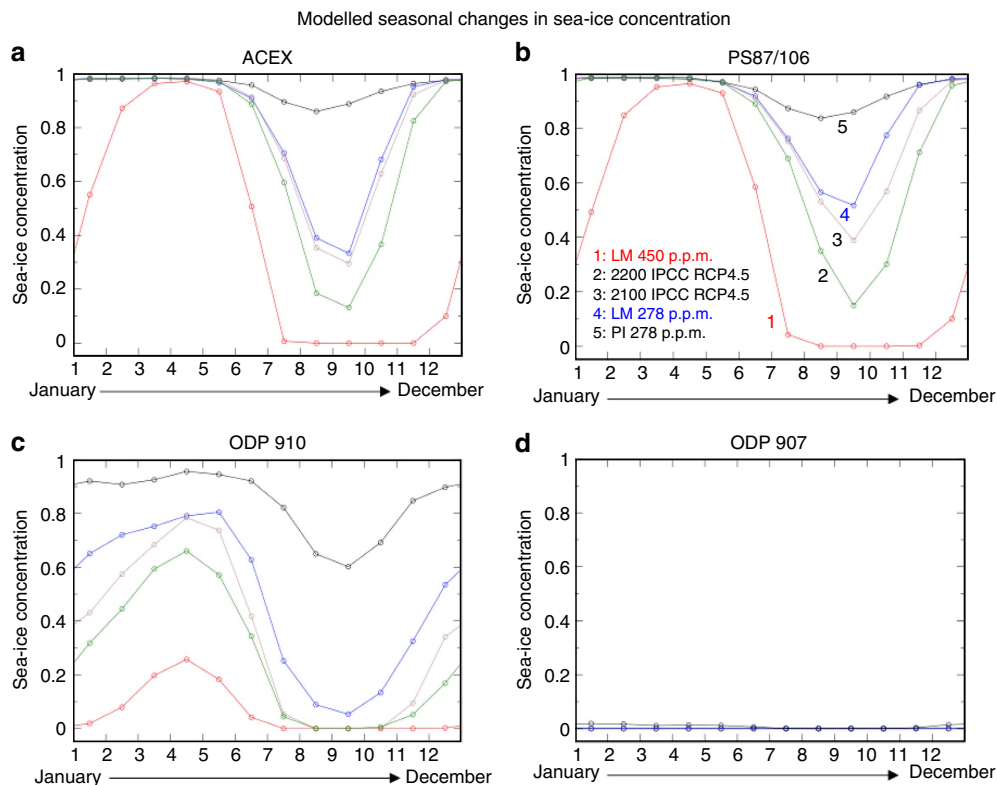 Modelled seasonal changes in sea-ice concentration
a
ACEX
Sea-ice concentration
1
0.8
0.6
0.4
0.2
0
1 2 3 4 5 6 7 8 9 10 11 12
January
December
b
PS87/106
Sea-ice concentration
1
0.8
0.6
0.4
0.2
0
5
4
3
2
1
1: LM 450 p.p.m.
2: 2200 IPCC RCP4.5
3: 2100 IPCC RCP4.5
4: LM 278 p.p.m.
5: PI 278 p.p.m.
1 2 3 4 5 6 7 8 9 10 11 12
January
December
c
ODP 910
Sea-ice concentration
1
0.8
0.6
0.4
0.2
0
1 2 3 4 5 6 7 8 9 10 11 12
January
December
d
ODP 907
Sea-ice concentration
1
0.8
0.6
0.4
0.2
0
1 2 3 4 5 6 7 8 9 10 11 12
January
December